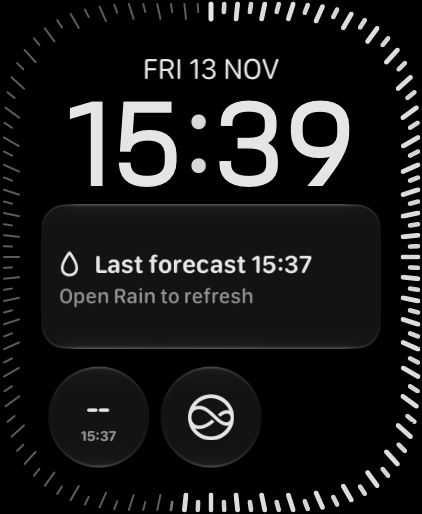 FRI 13 NOV
15:39
Last forecast 15:37
Open Rain to refresh
--
15:37